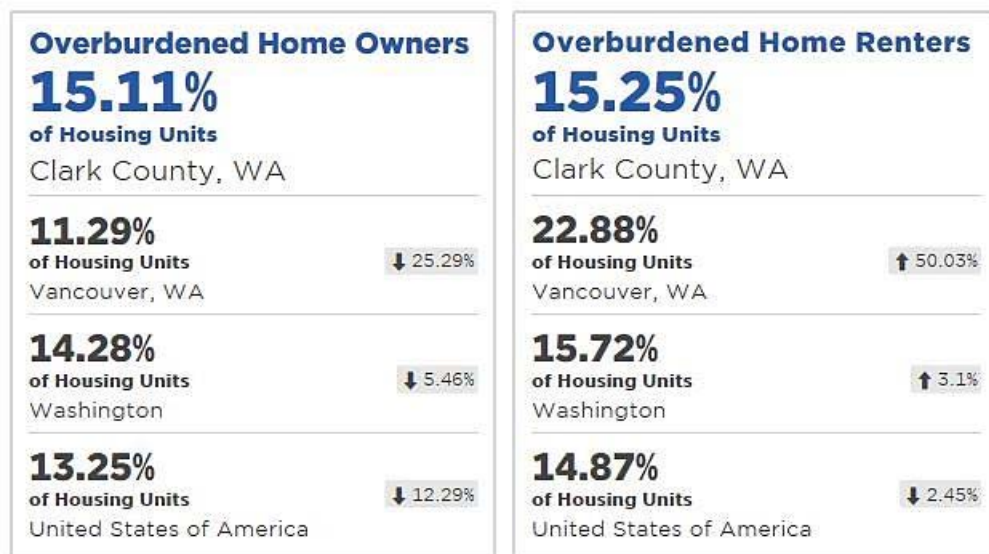 Overburdened Home Owners
15.11%
of Housing Units
Clark County, WA
11.29%
of Housing Units
⬇ 25.29%
Vancouver, WA
14.28%
of Housing Units
⬇ 5.46%
Washington
13.25%
of Housing Units
⬇ 12.29%
United States of America
Overburdened Home Renters
15.25%
of Housing Units
Clark County, WA
22.88%
of Housing Units
⬆ 50.03%
Vancouver, WA
15.72%
of Housing Units
⬆ 3.1%
Washington
14.87%
of Housing Units
⬇ 2.45%
United States of America